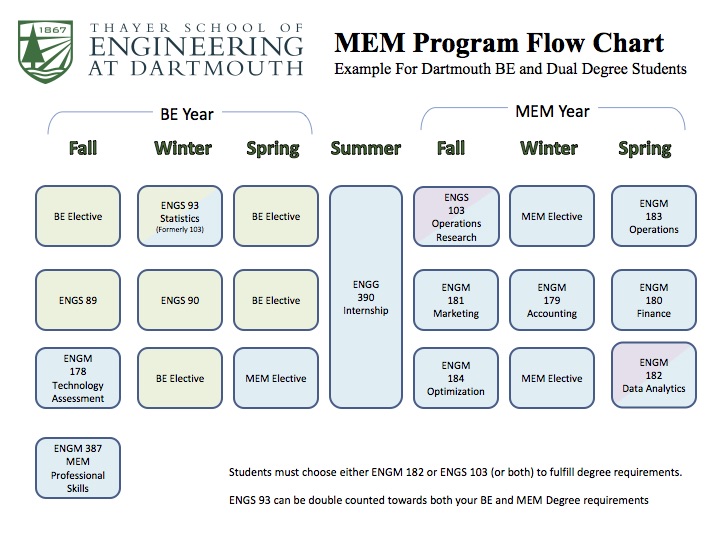 1867
THAYER SCHOOL OF
ENGINEERING
AT DARTMOUTH
MEM Program Flow Chart
Example For Dartmouth BE and Dual Degree Students
BE Year
MEM Year
Fall
Winter
Spring
Summer
Fall
Winter
Spring
BE Elective
ENGS 93
Statistics
(Formerly 103)
BE Elective
ENGS
103
Operations
Research
MEM Elective
ENGM
183
Operations
ENGS 89
ENGS 90
BE Elective
ENGG
390
Internship
ENGM
181
Marketing
ENGM
179
Accounting
ENGM
180
Finance
ENGM
178
Technology
Assessment
BE Elective
MEM Elective
ENGM
184
Optimization
MEM Elective
ENGM
182
Data Analytics
ENGM 387
MEM
Professional
Skills
Students must choose either ENGM 182 or ENGS 103 (or both) to fulfill degree requirements.
ENGS 93 can be double counted towards both your BE and MEM Degree requirements